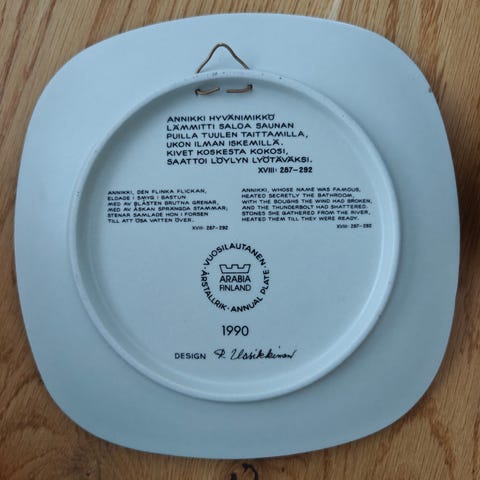 ANNIKKI HYVÄNIMIKKÖ
LÄMMITTI SALOA SAUNAN
PUILLA TUULEN TAITTAMILLA,
UKON ILMAN ISKEMILLÄ.
KIVET KOSKESTA KOKOSI,
SAATTOI LÖYLYN LYÖTÄVÄKSI.
XVIII: 287-292
ANNIKKI, DEN FLINKA FLICKAN,
ELDADE I SMYG I BASTUN
MED AV BLÅSTEN BRUTNA GRENAR,
MED AV ÅSKAN SPRÄNGDA STAMMAR;
STENAR SAMLADE HON I FORSEN
TILL ATT ÖSA VATTEN ÖVER.
XVIII: 287-292
ANNIKKI, WHOSE NAME WAS FAMOUS,
HEATED SECRETLY THE BATHROOM,
WITH THE BOUGHS THE WIND HAD BROKEN,
AND THE THUNDERBOLT HAD SHATTERED.
STONES SHE GATHERED FROM THE RIVER,
HEATED THEM TILL THEY WERE READY.
XVIII: 287-292
VUOSILAUTANEN ·
ÅRSTALLRIK · ANNUAL PLATE ·
ARABIA
FINLAND
1990
DESIGN R. Uosikkinen